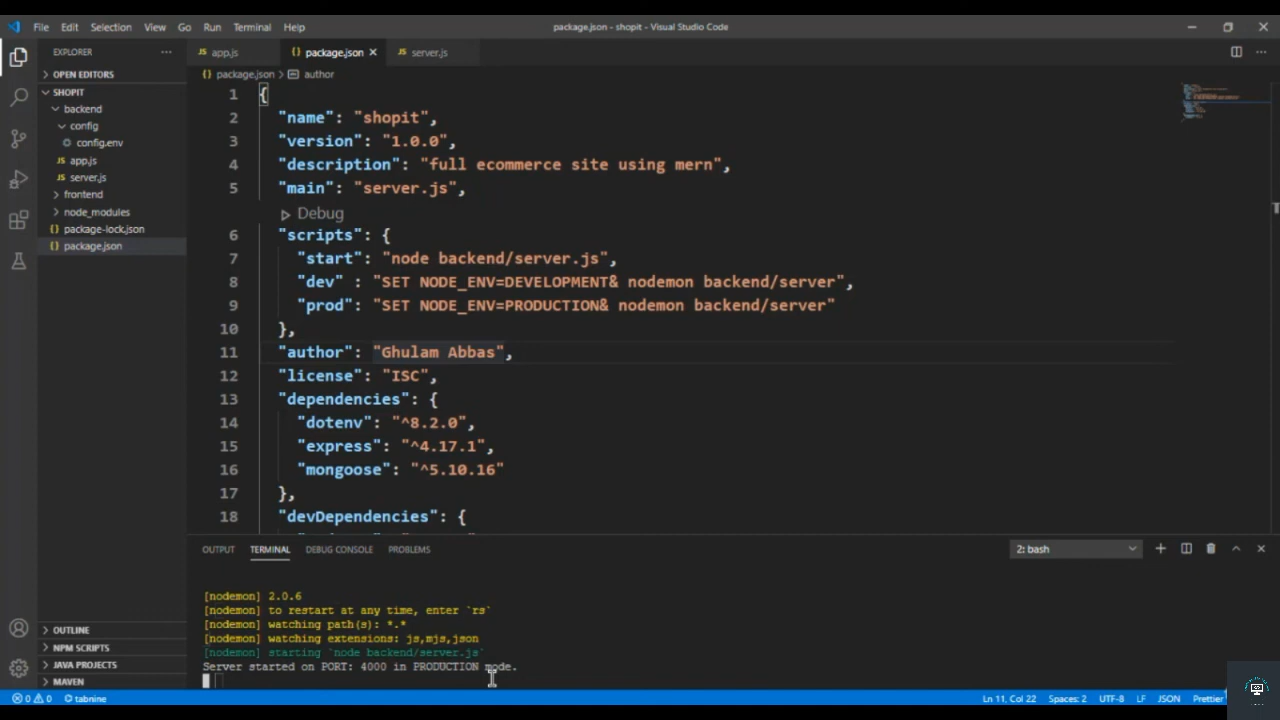 File Edit Selection View Go Run Terminal Help
package.json - shopit - Visual Studio Code
EXPLORER
OPEN EDITORS
SHOPIT
backend
config
config.env
app.js
server.js
frontend
node_modules
package-lock.json
package.json
OUTLINE
NPM SCRIPTS
JAVA PROJECTS
MAVEN
app.js
package.json
server.js
package.json > author
1 {
2 "name": "shopit",
3 "version": "1.0.0",
4 "description": "full ecommerce site using mern",
5 "main": "server.js",
Debug
6 "scripts": {
7 "start": "node backend/server.js",
8 "dev" : "SET NODE_ENV=DEVELOPMENT& nodemon backend/server",
9 "prod": "SET NODE_ENV=PRODUCTION& nodemon backend/server"
10 },
11 "author": "Ghulam Abbas",
12 "license": "ISC",
13 "dependencies": {
14 "dotenv": "^8.2.0",
15 "express": "^4.17.1",
16 "mongoose": "^5.10.16"
17 },
18 "devDependencies": {
OUTPUT TERMINAL DEBUG CONSOLE PROBLEMS
2: bash
[nodemon] 2.0.6
[nodemon] to restart at any time, enter `rs`
[nodemon] watching path(s): *.*
[nodemon] watching extensions: js,mjs,json
[nodemon] starting `node backend/server.js`
Server started on PORT: 4000 in PRODUCTION mode.
0 0 tabnine
Ln 11, Col 22 Spaces: 2 UTF-8 LF JSON Prettier